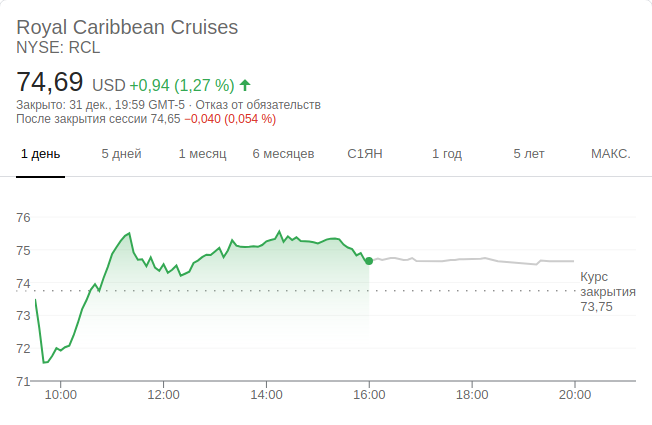 Royal Caribbean Cruises
NYSE: RCL
74,69 USD +0,94 (1,27 %)
Закрыто: 31 дек., 19:59 GMT-5 · Отказ от обязательств
После закрытия сессии 74,65 −0,040 (0,054 %)
1 день 5 дней 1 месяц 6 месяцев С1ЯН 1 год 5 лет МАКС.
76
75
74
Курс
закрытия
73,75
73
72
71
10:00 12:00 14:00 16:00 18:00 20:00